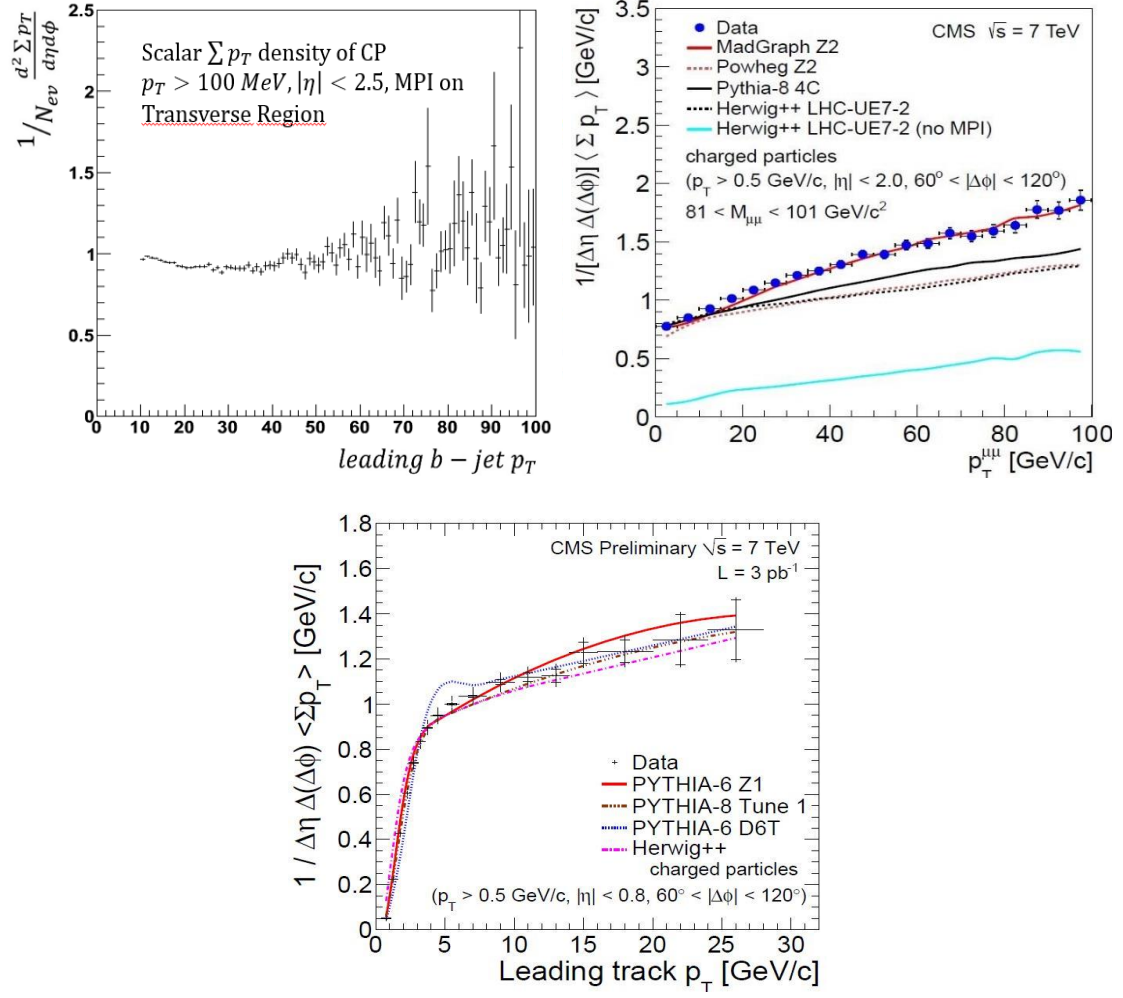 1/N_ev d² Σ p_T / dηdϕ
Scalar ∑ p_T density of CP
p_T > 100 MeV, |η| < 2.5, MPI on
Transverse Region
2.5
2
1.5
1
0.5
0
0 10 20 30 40 50 60 70 80 90 100
leading b − jet p_T
1/[Δη Δ(Δϕ)] ⟨ Σ p_T ⟩ [GeV/c]
3.5
3
2.5
2
1.5
1
0.5
0
CMS √s = 7 TeV
Data
MadGraph Z2
Powheg Z2
Pythia-8 4C
Herwig++ LHC-UE7-2
Herwig++ LHC-UE7-2 (no MPI)
charged particles
(p_T > 0.5 GeV/c, |η| < 2.0, 60° < |Δϕ| < 120°)
81 < M_μμ < 101 GeV/c²
0 20 40 60 80 100
p_T^μμ [GeV/c]
1 / Δη Δ(Δϕ) <Σp_T> [GeV/c]
1.8
1.6
1.4
1.2
1
0.8
0.6
0.4
0.2
0
CMS Preliminary √s = 7 TeV
L = 3 pb⁻¹
Data
PYTHIA-6 Z1
PYTHIA-8 Tune 1
PYTHIA-6 D6T
Herwig++
charged particles
(p_T > 0.5 GeV/c, |η| < 0.8, 60° < |Δϕ| < 120°)
0 5 10 15 20 25 30
Leading track p_T [GeV/c]